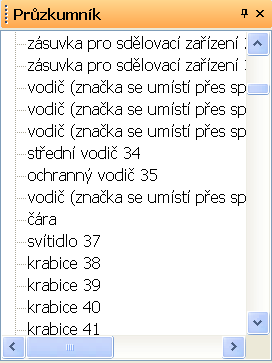 Průzkumník
zásuvka pro sdělovací zařízení
zásuvka pro sdělovací zařízení
vodič (značka se umístí přes sp
vodič (značka se umístí přes sp
vodič (značka se umístí přes sp
střední vodič 34
ochranný vodič 35
vodič (značka se umístí přes sp
čára
svítidlo 37
krabice 38
krabice 39
krabice 40
krabice 41